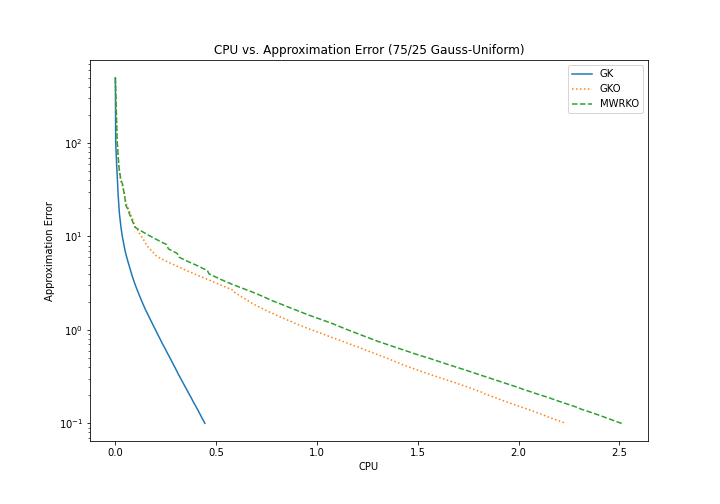 CPU vs. Approximation Error (75/25 Gauss-Uniform)
GK
GKO
MWRKO
Approximation Error
10²
10¹
10⁰
10⁻¹
0.0 0.5 1.0 1.5 2.0 2.5
CPU